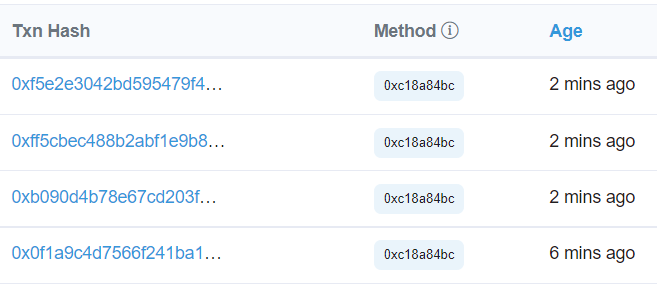 Txn Hash Method ⓘ Age
0xf5e2e3042bd595479f4... 0xc18a84bc 2 mins ago
0xff5cbec488b2abf1e9b8... 0xc18a84bc 2 mins ago
0xb090d4b78e67cd203f... 0xc18a84bc 2 mins ago
0x0f1a9c4d7566f241ba1... 0xc18a84bc 6 mins ago